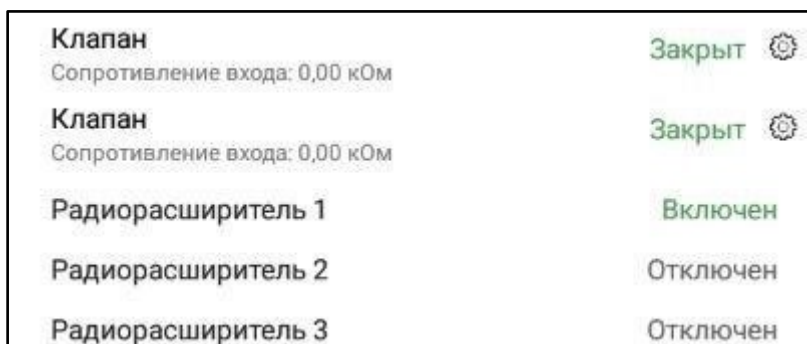 Клапан
Закрыт
Сопротивление входа: 0,00 кОм
Клапан
Закрыт
Сопротивление входа: 0,00 кОм
Радиорасширитель 1 Включен
Радиорасширитель 2 Отключен
Радиорасширитель 3 Отключен